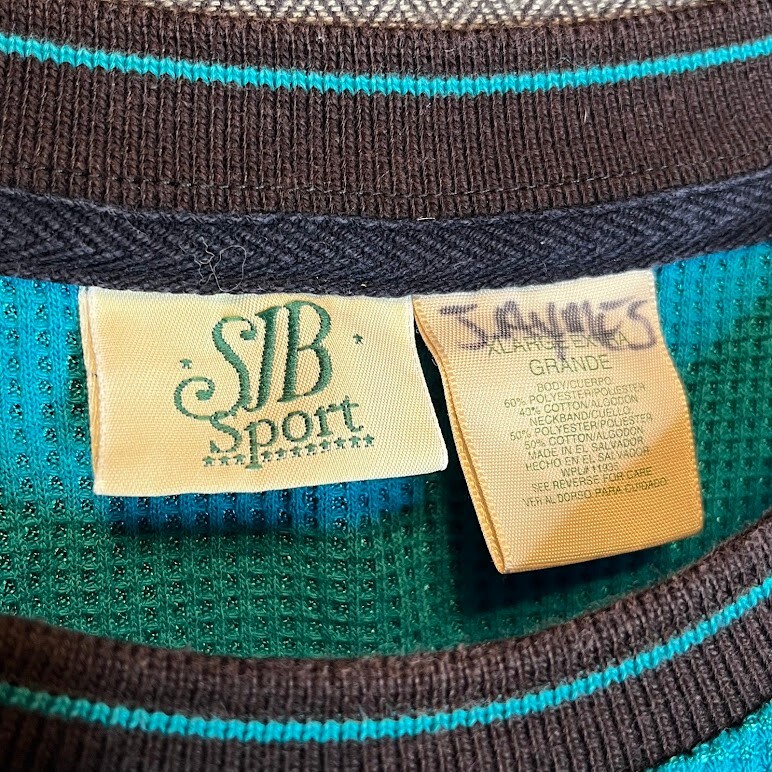 SJB
Sport
XLARGE EXTRA
GRANDE
BODY/CUERPO
60% POLYESTER/POLIESTER
40% COTTON/ALGODON
NECKBAND/CUELLO
50% POLYESTER/POLIESTER
50% COTTON/ALGODON
MADE IN EL SALVADOR
HECHO EN EL SALVADOR
WPL# 11935
SEE REVERSE FOR CARE
VER AL DORSO PARA CUIDADO